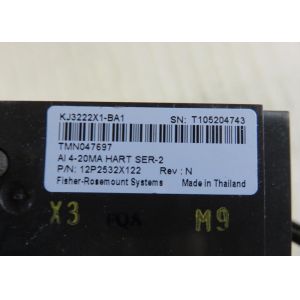 KJ3222X1-BA1 SN: T105204743
TMN047697
AI 4-20MA HART SER-2
P/N: 12P2532X122 Rev: N
Fisher-Rosemount Systems Made in Thailand
X3 M9